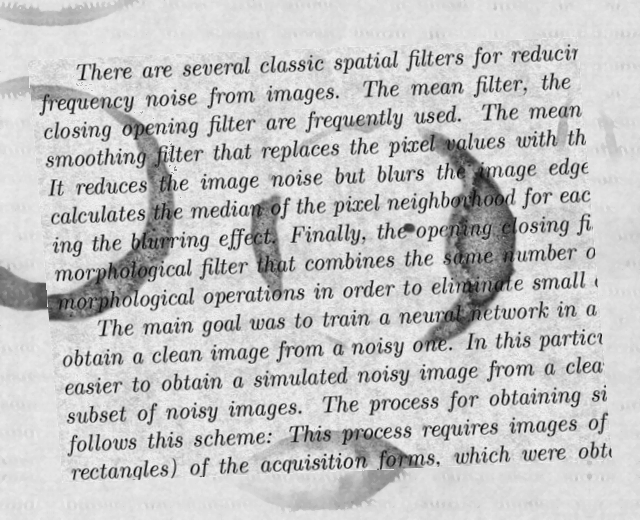 There are several classic spatial filters for reducin
frequency noise from images. The mean filter, the
closing opening filter are frequently used. The mean
smoothing filter that replaces the pixel values with th
It reduces the image noise but blurs the image edge
calculates the median of the pixel neighborhood for eac
ing the blurring effect. Finally, the opening closing fi
morphological filter that combines the same number o
morphological operations in order to eliminate small
The main goal was to train a neural network in a
obtain a clean image from a noisy one. In this particu
easier to obtain a simulated noisy image from a clea
subset of noisy images. The process for obtaining si
follows this scheme: This process requires images of
rectangles) of the acquisition forms, which were obt